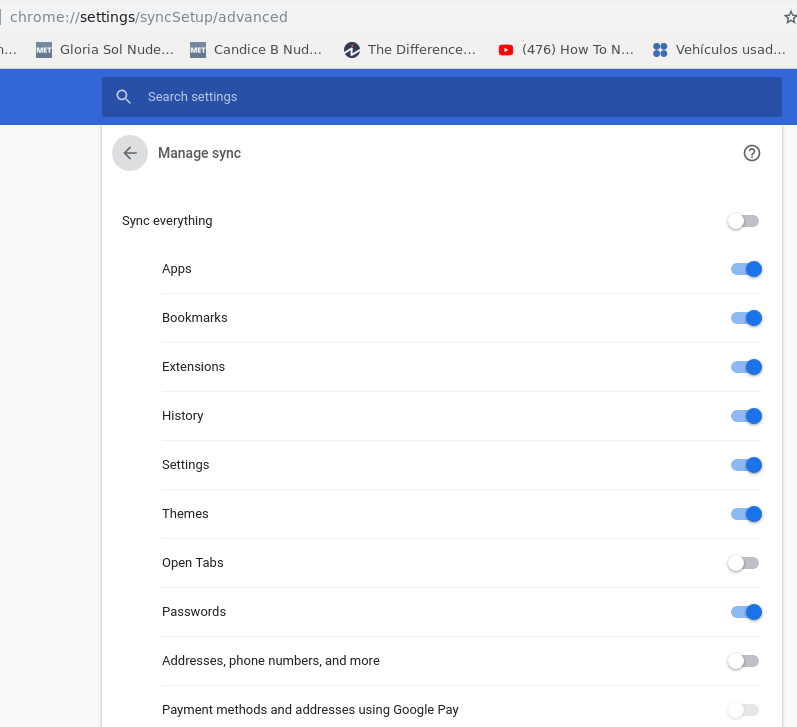 chrome://settings/syncSetup/advanced
n... MET Gloria Sol Nude... MET Candice B Nud... The Difference... (476) How To N... Vehículos usad...
Search settings
Manage sync
Sync everything
Apps
Bookmarks
Extensions
History
Settings
Themes
Open Tabs
Passwords
Addresses, phone numbers, and more
Payment methods and addresses using Google Pay